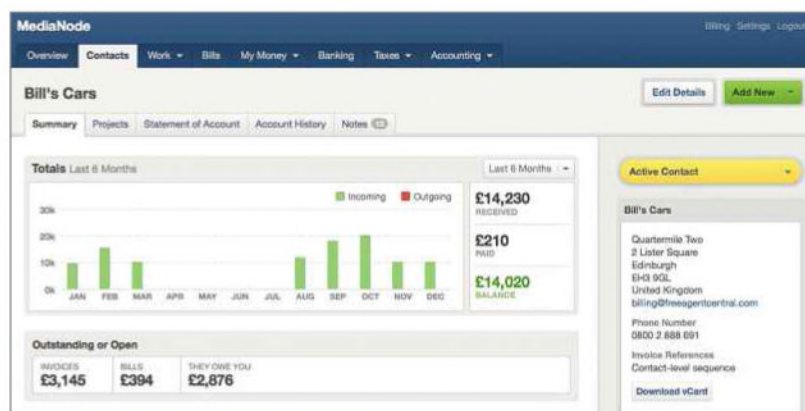 MediaNode
Billing Settings Logout
Overview Contacts Work Bills My Money Banking Taxes Accounting
Bill's Cars
Edit Details Add New
Summary Projects Statement of Account Account History Notes
Totals Last 6 Months
Last 6 Months
Active Contact
Incoming Outgoing
30k
20k
10k
0k
JAN FEB MAR APR MAY JUN JUL AUG SEP OCT NOV DEC
£14,230
RECEIVED
£210
PAID
£14,020
BALANCE
Outstanding or Open
INVOICES BILLS THEY OWE YOU
£3,145 £394 £2,876
Bill's Cars
Quartermile Two
2 Lister Square
Edinburgh
EH3 9GL
United Kingdom
billing@freeagentcentral.com
Phone Number
0800 2 888 691
Invoice References
Contact-level sequence
Download vCard